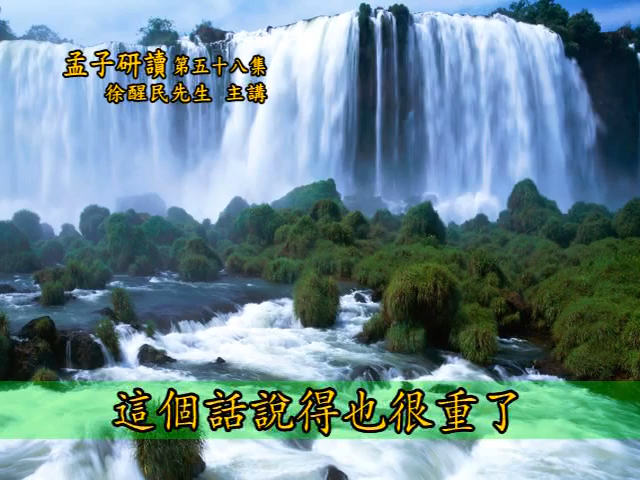 孟子研讀 第五十八集
徐醒民先生 主講
這個話說得也很重了